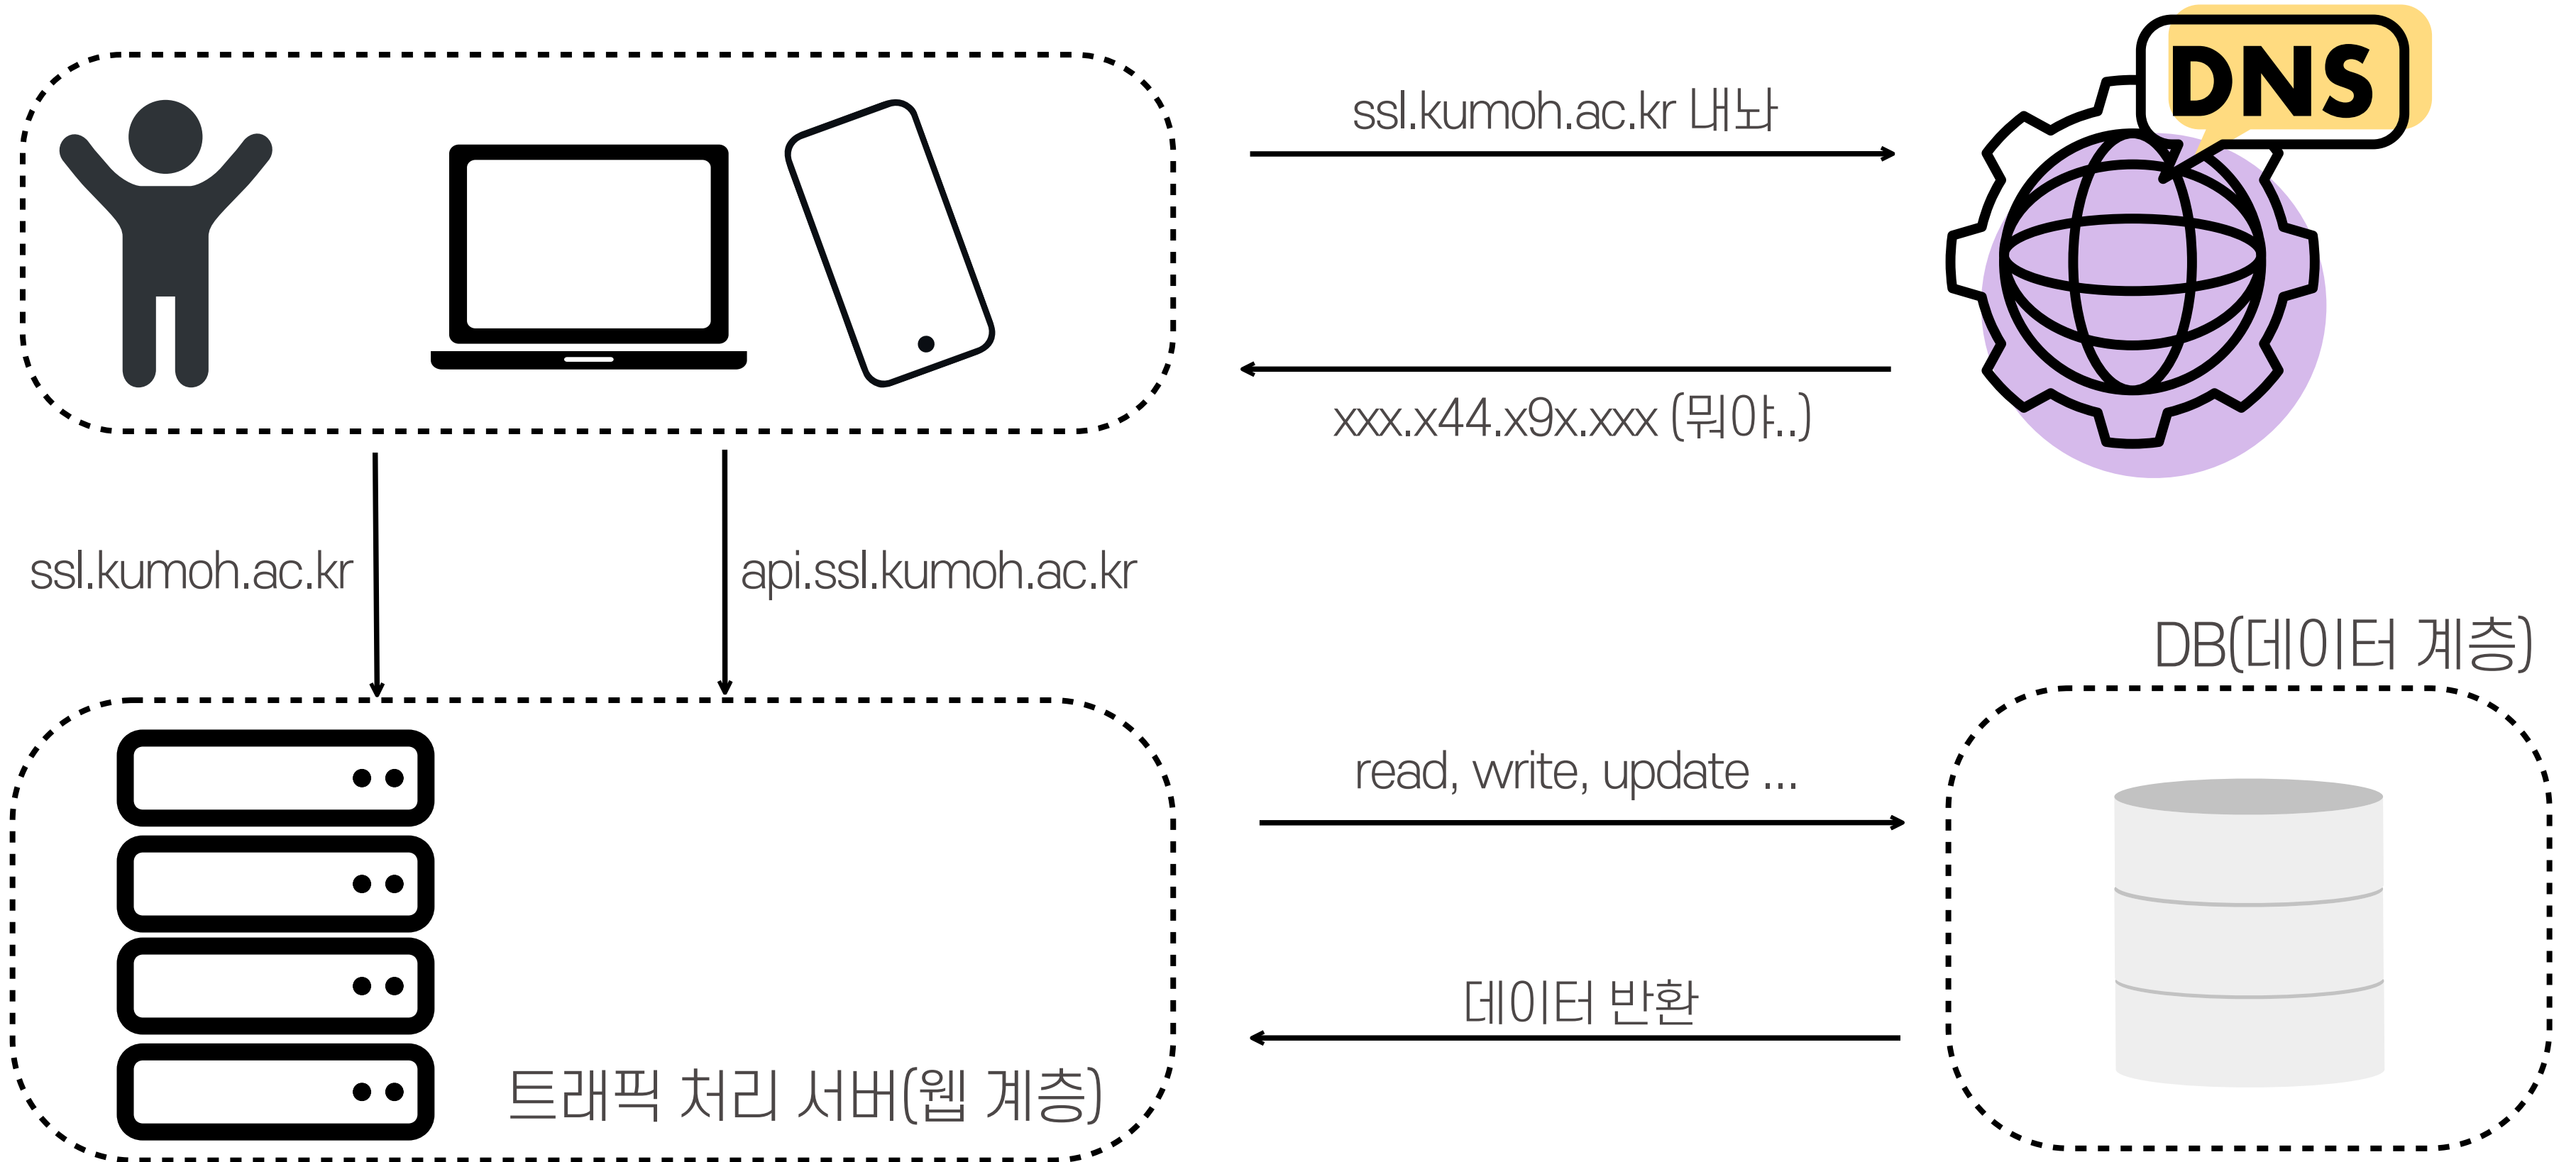 DNS
ssl.kumoh.ac.kr 내놔
xxx.x44.x9x.xxx (뭐야..)
ssl.kumoh.ac.kr
api.ssl.kumoh.ac.kr
DB(데이터 계층)
read, write, update ...
데이터 반환
트래픽 처리 서버(웹 계층)